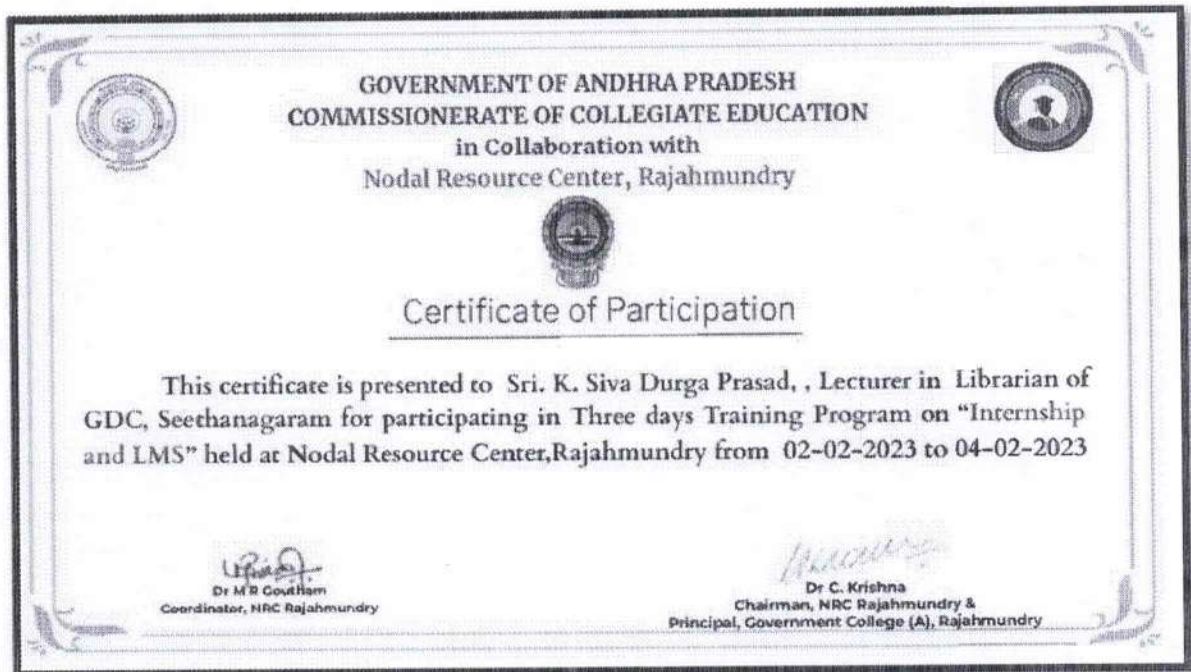 GOVERNMENT OF ANDHRA PRADESH
COMMISSIONERATE OF COLLEGIATE EDUCATION
in Collaboration with
Nodal Resource Center, Rajahmundry
Certificate of Participation
This certificate is presented to Sri. K. Siva Durga Prasad, , Lecturer in Librarian of
GDC, Seethanagaram for participating in Three days Training Program on “Internship
and LMS” held at Nodal Resource Center,Rajahmundry from 02-02-2023 to 04-02-2023
Dr M R Goutham
Coordinator, NRC Rajahmundry
Dr C. Krishna
Chairman, NRC Rajahmundry &
Principal, Government College (A), Rajahmundry